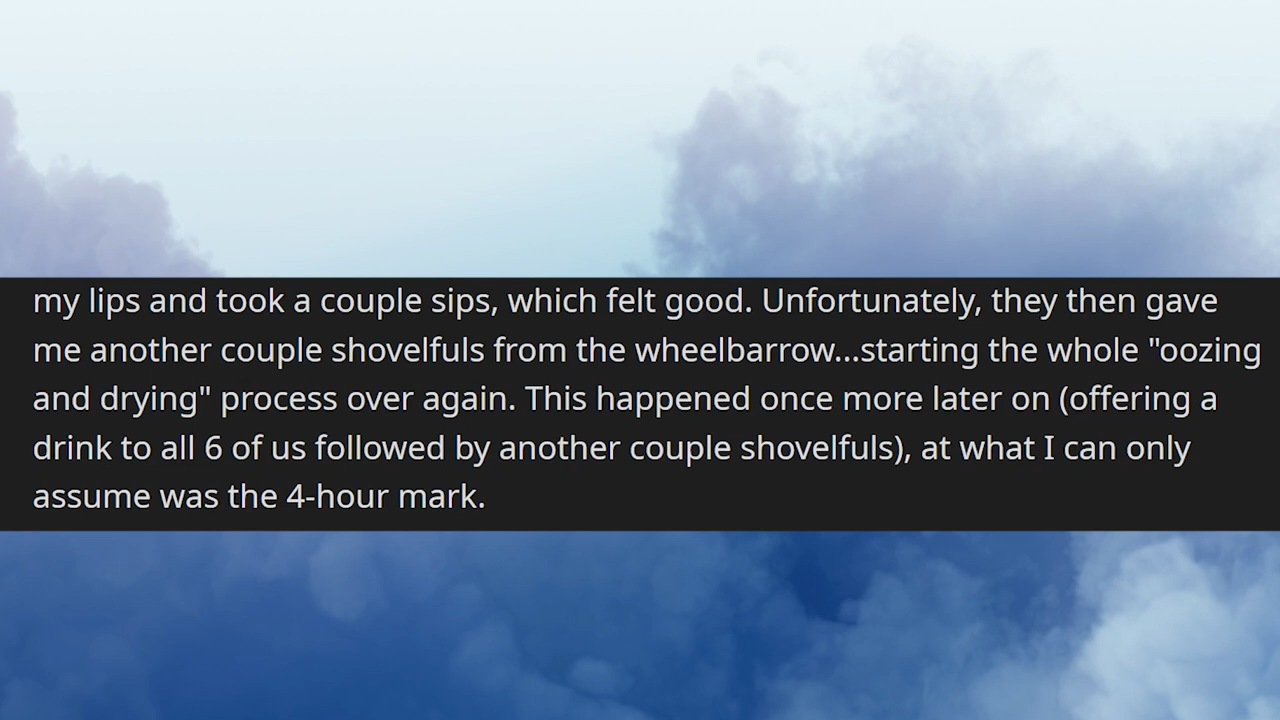 my lips and took a couple sips, which felt good. Unfortunately, they then gave
me another couple shovelfuls from the wheelbarrow...starting the whole "oozing
and drying" process over again. This happened once more later on (offering a
drink to all 6 of us followed by another couple shovelfuls), at what I can only
assume was the 4-hour mark.